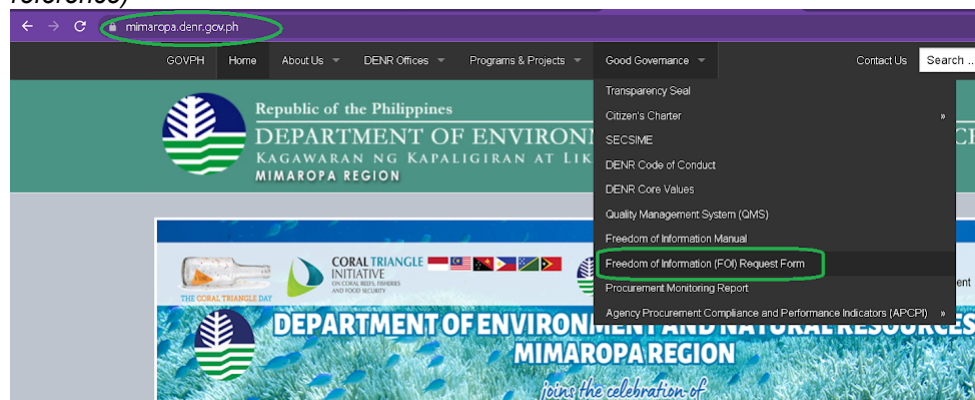 reference)
mimaropa.denr.gov.ph
GOVPH Home About Us DENR Offices Programs & Projects Good Governance Contact Us Search ...
Transparency Seal
Citizen's Charter »
SECSIME
DENR Code of Conduct
DENR Core Values
Quality Management System (QMS)
Freedom of Information Manual
Freedom of Information (FOI) Request Form
Procurement Monitoring Report
Agency Procurement Compliance and Performance Indicators (APCPI) »
Republic of the Philippines
DEPARTMENT OF ENVIRON
KAGAWARAN NG KAPALIGIRAN AT LIK
MIMAROPA REGION
THE CORAL TRIANGLE DAY
CORAL TRIANGLE
INITIATIVE
ON CORAL REEFS, FISHERIES
AND FOOD SECURITY
ent
DEPARTMENT OF ENVIRONMENT AND NATURAL RESOURCES
MIMAROPA REGION
joins the celebration of